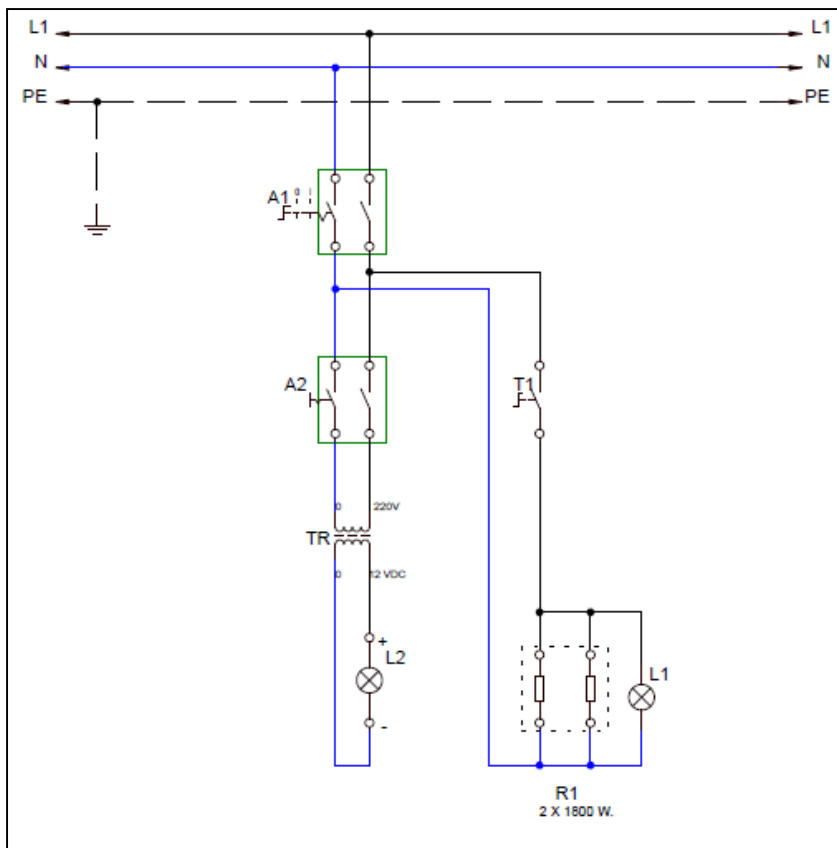 L1 L1
N N
PE PE
A1
0 I
A2
T1
0 220V
TR
0 12 VDC
+
L2
-
L1
R1
2 X 1800 W.